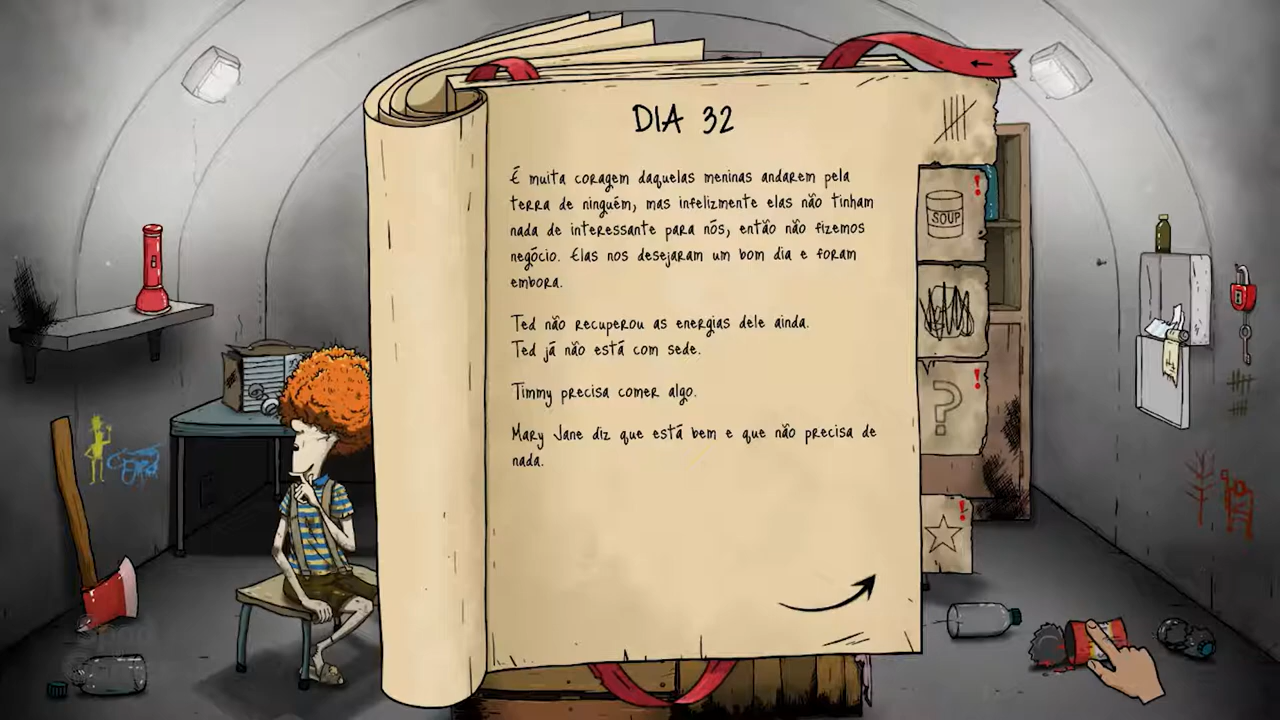 DIA 32
É muita coragem daquelas meninas andarem pela
terra de ninguém, mas infelizmente elas não tinham
nada de interessante para nós, então não fizemos
negócio. Elas nos desejaram um bom dia e foram
embora.
Ted não recuperou as energias dele ainda.
Ted já não está com sede.
Timmy precisa comer algo.
Mary Jane diz que está bem e que não precisa de
nada.
!
SOUP
!
?
!